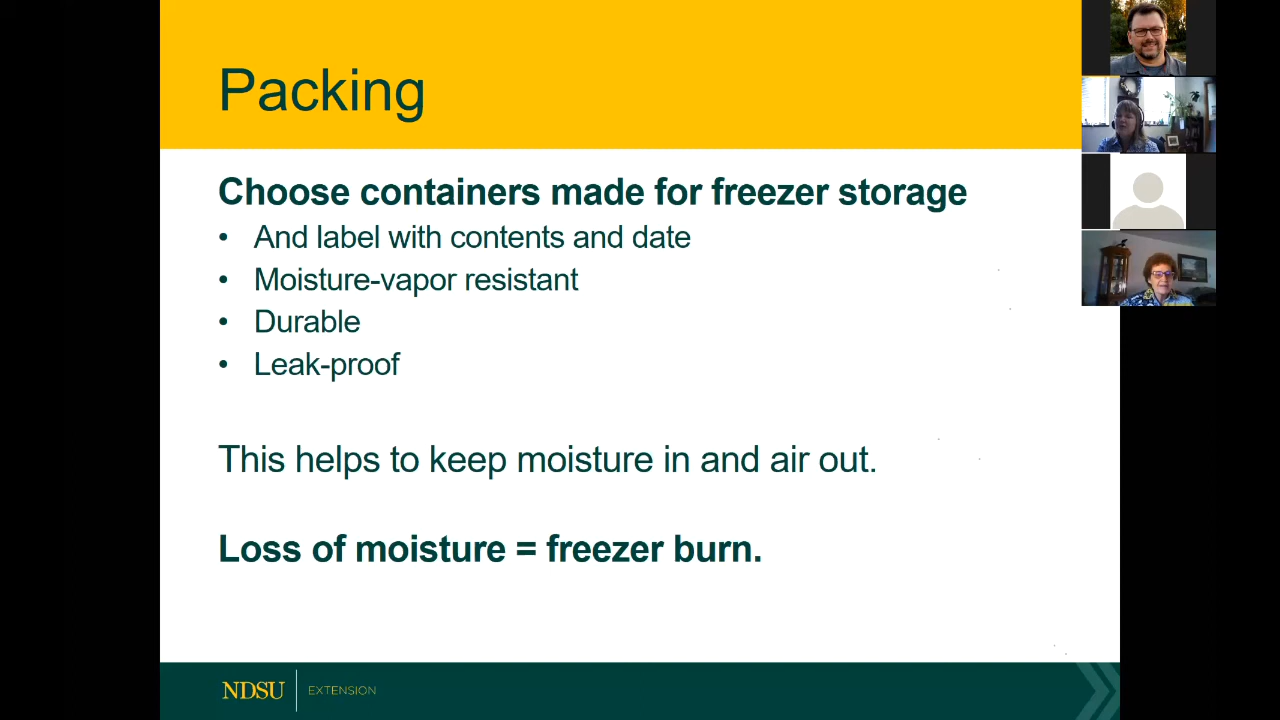 Packing
Choose containers made for freezer storage
• And label with contents and date
• Moisture-vapor resistant
• Durable
• Leak-proof
This helps to keep moisture in and air out.
Loss of moisture = freezer burn.
NDSU EXTENSION